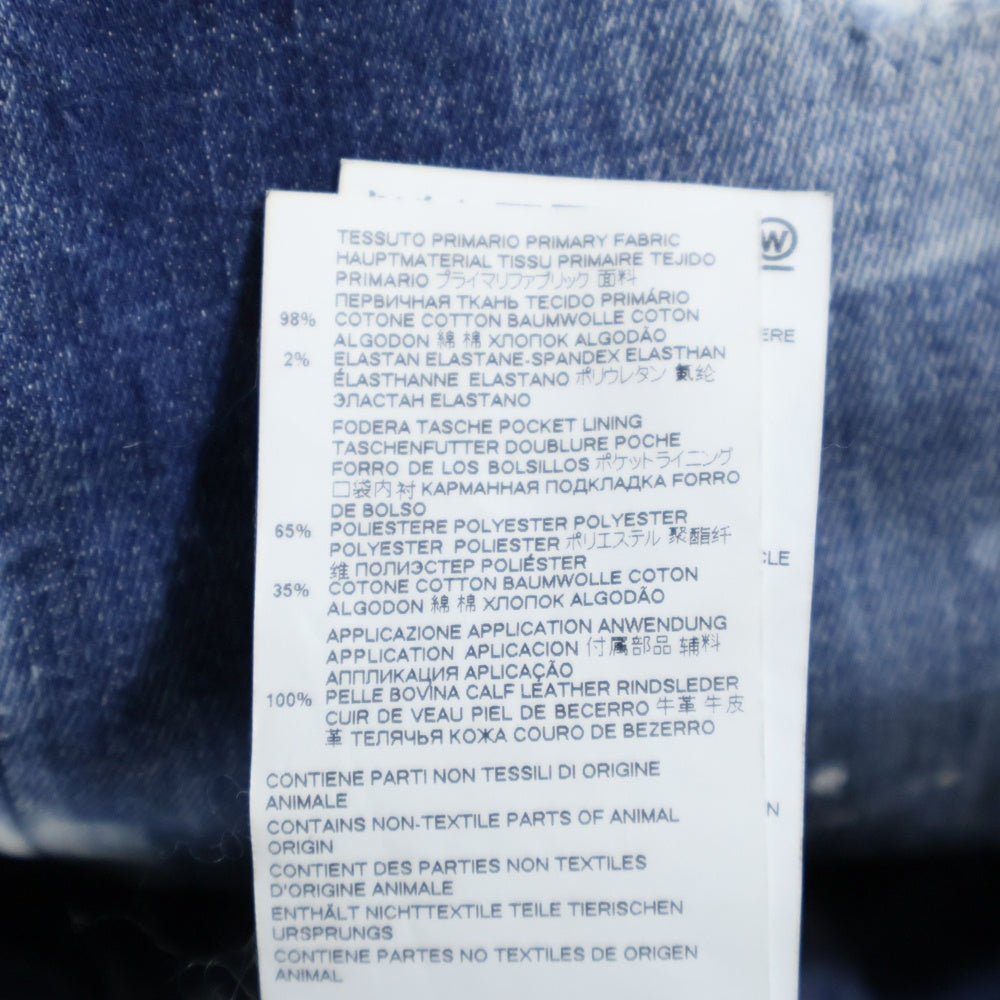 TESSUTO PRIMARIO PRIMARY FABRIC
HAUPTMATERIAL TISSU PRIMAIRE TEJIDO
PRIMARIO プライマリファブリック 面料
ПЕРВИЧНАЯ ТКАНЬ TECIDO PRIMÁRIO
98% COTONE COTTON BAUMWOLLE COTON
ALGODON 綿 棉 ХЛОПОК ALGODÃO
2% ELASTAN ELASTANE-SPANDEX ELASTHAN
ÉLASTHANNE ELASTANO ポリウレタン 氨纶
ЭЛАСТАН ELASTANO
FODERA TASCHE POCKET LINING
TASCHENFUTTER DOUBLURE POCHE
FORRO DE LOS BOLSILLOS ポケットライニング
口袋内衬 КАРМАННАЯ ПОДКЛАДКА FORRO
DE BOLSO
65% POLIESTERE POLYESTER POLYESTER
POLYESTER POLIESTER ポリエステル 聚酯纤
维 ПОЛИЭСТЕР POLIÉSTER
35% COTONE COTTON BAUMWOLLE COTON
ALGODON 綿 棉 ХЛОПОК ALGODÃO
APPLICAZIONE APPLICATION ANWENDUNG
APPLICATION APLICACION 付属部品 辅料
АППЛИКАЦИЯ APLICAÇÃO
100% PELLE BOVINA CALF LEATHER RINDSLEDER
CUIR DE VEAU PIEL DE BECERRO 牛革 牛皮
革 ТЕЛЯЧЬЯ КОЖА COURO DE BEZERRO
CONTIENE PARTI NON TESSILI DI ORIGINE
ANIMALE
CONTAINS NON-TEXTILE PARTS OF ANIMAL
ORIGIN
CONTIENT DES PARTIES NON TEXTILES
D'ORIGINE ANIMALE
ENTHÄLT NICHTTEXTILE TEILE TIERISCHEN
URSPRUNGS
CONTIENE PARTES NO TEXTILES DE ORIGEN
ANIMAL
W
ERE
CLE
N